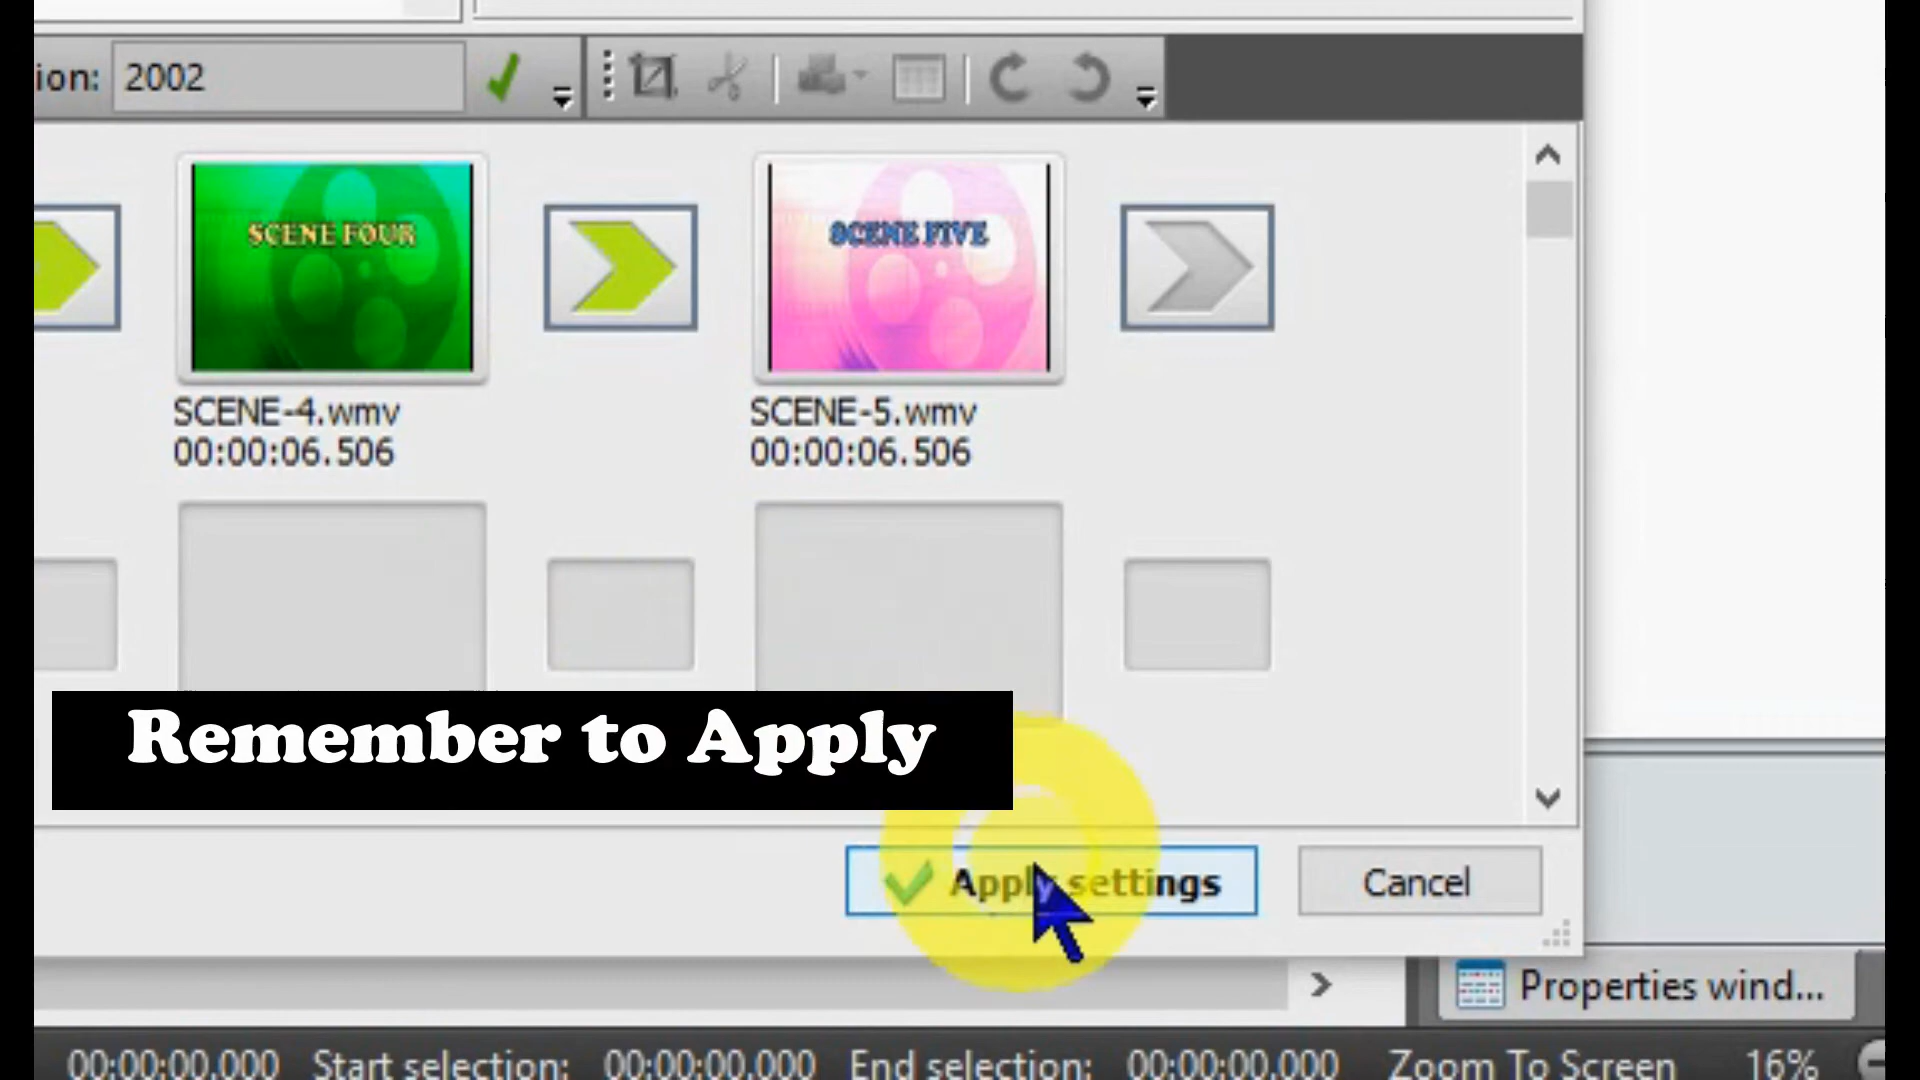 ion: 2002
SCENE FOUR
SCENE FIVE
SCENE-4.wmv
00:00:06.506
SCENE-5.wmv
00:00:06.506
Remember to Apply
Apply settings
Cancel
Properties wind...
00:00:00.000 Start selection: 00:00:00.000 End selection: 00:00:00.000 Zoom To Screen 16%